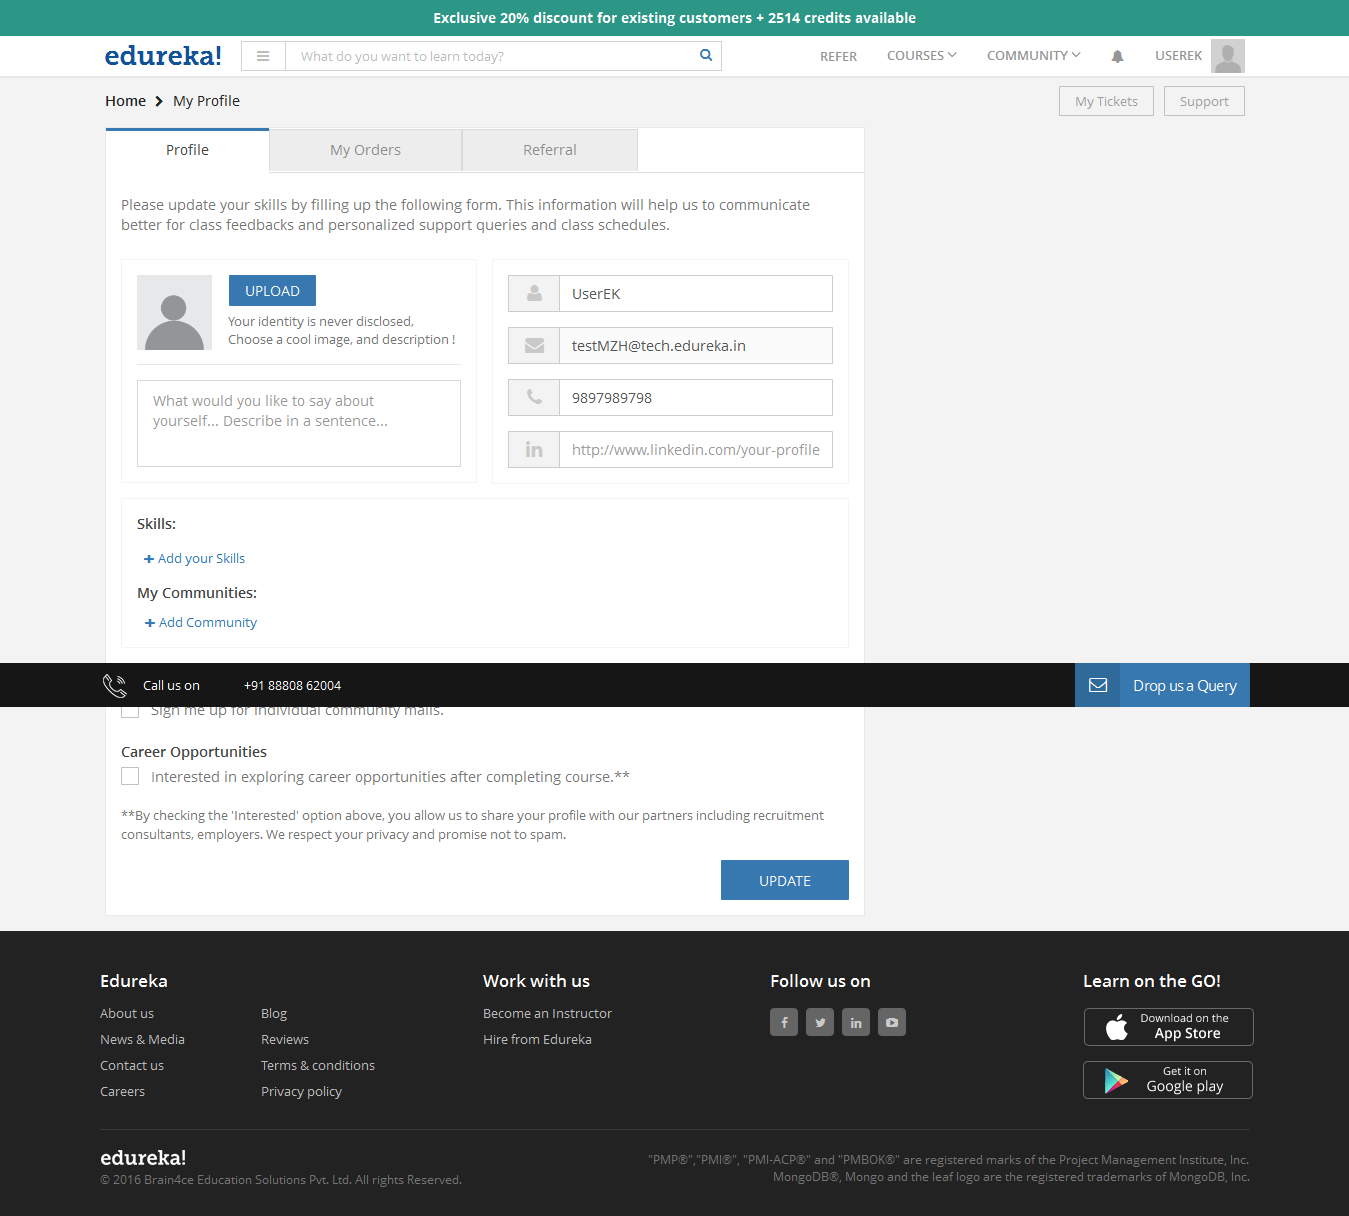 Exclusive 20% discount for existing customers + 2514 credits available
edureka!
What do you want to learn today?
REFER
COURSES
COMMUNITY
USEREK
Home
My Profile
My Tickets
Support
Profile
My Orders
Referral
Please update your skills by filling up the following form. This information will help us to communicate
better for class feedbacks and personalized support queries and class schedules.
UPLOAD
Your identity is never disclosed,
Choose a cool image, and description !
What would you like to say about
yourself... Describe in a sentence...
UserEK
testMZH@tech.edureka.in
9897989798
http://www.linkedin.com/your-profile
Skills:
Add your Skills
My Communities:
Add Community
Call us on
+91 88808 62004
Drop us a Query
Sign me up for individual community mails.
Career Opportunities
Interested in exploring career opportunities after completing course.**
**By checking the 'Interested' option above, you allow us to share your profile with our partners including recruitment
consultants, employers. We respect your privacy and promise not to spam.
UPDATE
Edureka
About us
News & Media
Contact us
Careers
Blog
Reviews
Terms & conditions
Privacy policy
Work with us
Become an Instructor
Hire from Edureka
Follow us on
Learn on the GO!
Download on the
App Store
Get it on
Google play
edureka!
© 2016 Brain4ce Education Solutions Pvt. Ltd. All rights Reserved.
"PMP®","PMI®", "PMI-ACP®" and "PMBOK®" are registered marks of the Project Management Institute, Inc.
MongoDB®, Mongo and the leaf logo are the registered trademarks of MongoDB, Inc.